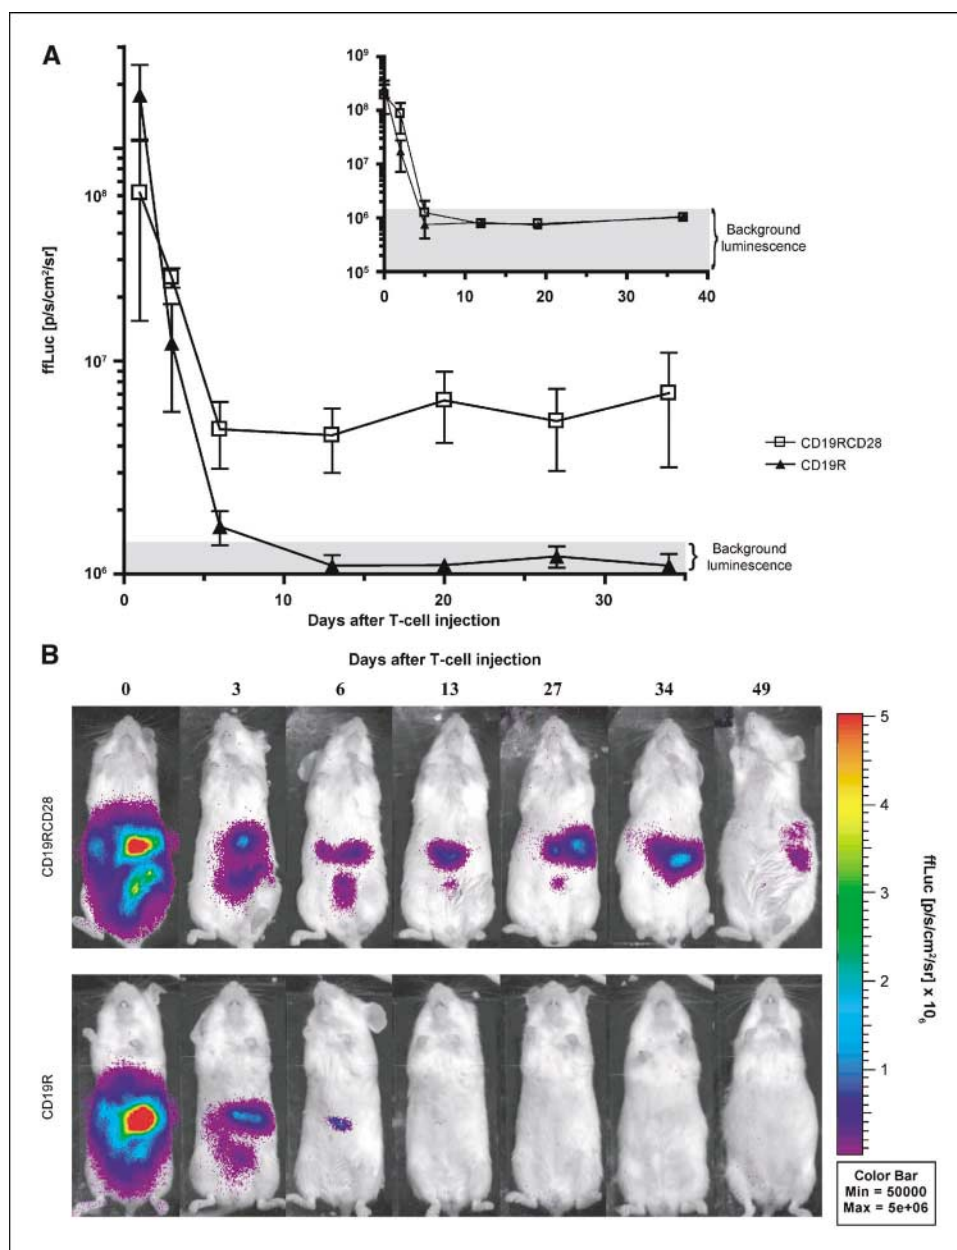 A
10⁹
10⁸
10⁷
10⁶
10⁵
0 10 20 30 40
Background
luminescence
ffLuc [p/s/cm²/sr]
10⁸
10⁷
10⁶
CD19RCD28
CD19R
Background
luminescence
0 10 20 30
Days after T-cell injection
B
Days after T-cell injection
0 3 6 13 27 34 49
CD19RCD28
CD19R
5
4
3
2
1
ffLuc [p/s/cm²/sr] x 10₆
Color Bar
Min = 50000
Max = 5e+06